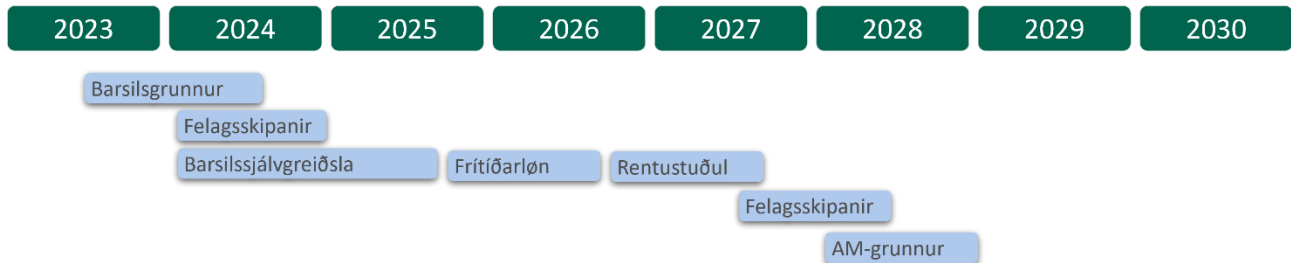 2023 2024 2025 2026 2027 2028 2029 2030
Barsilsgrunnur
Felagsskipanir
Barsilssjálvgreiðsla Frítíðarløn Rentustuðul
Felagsskipanir
AM-grunnur